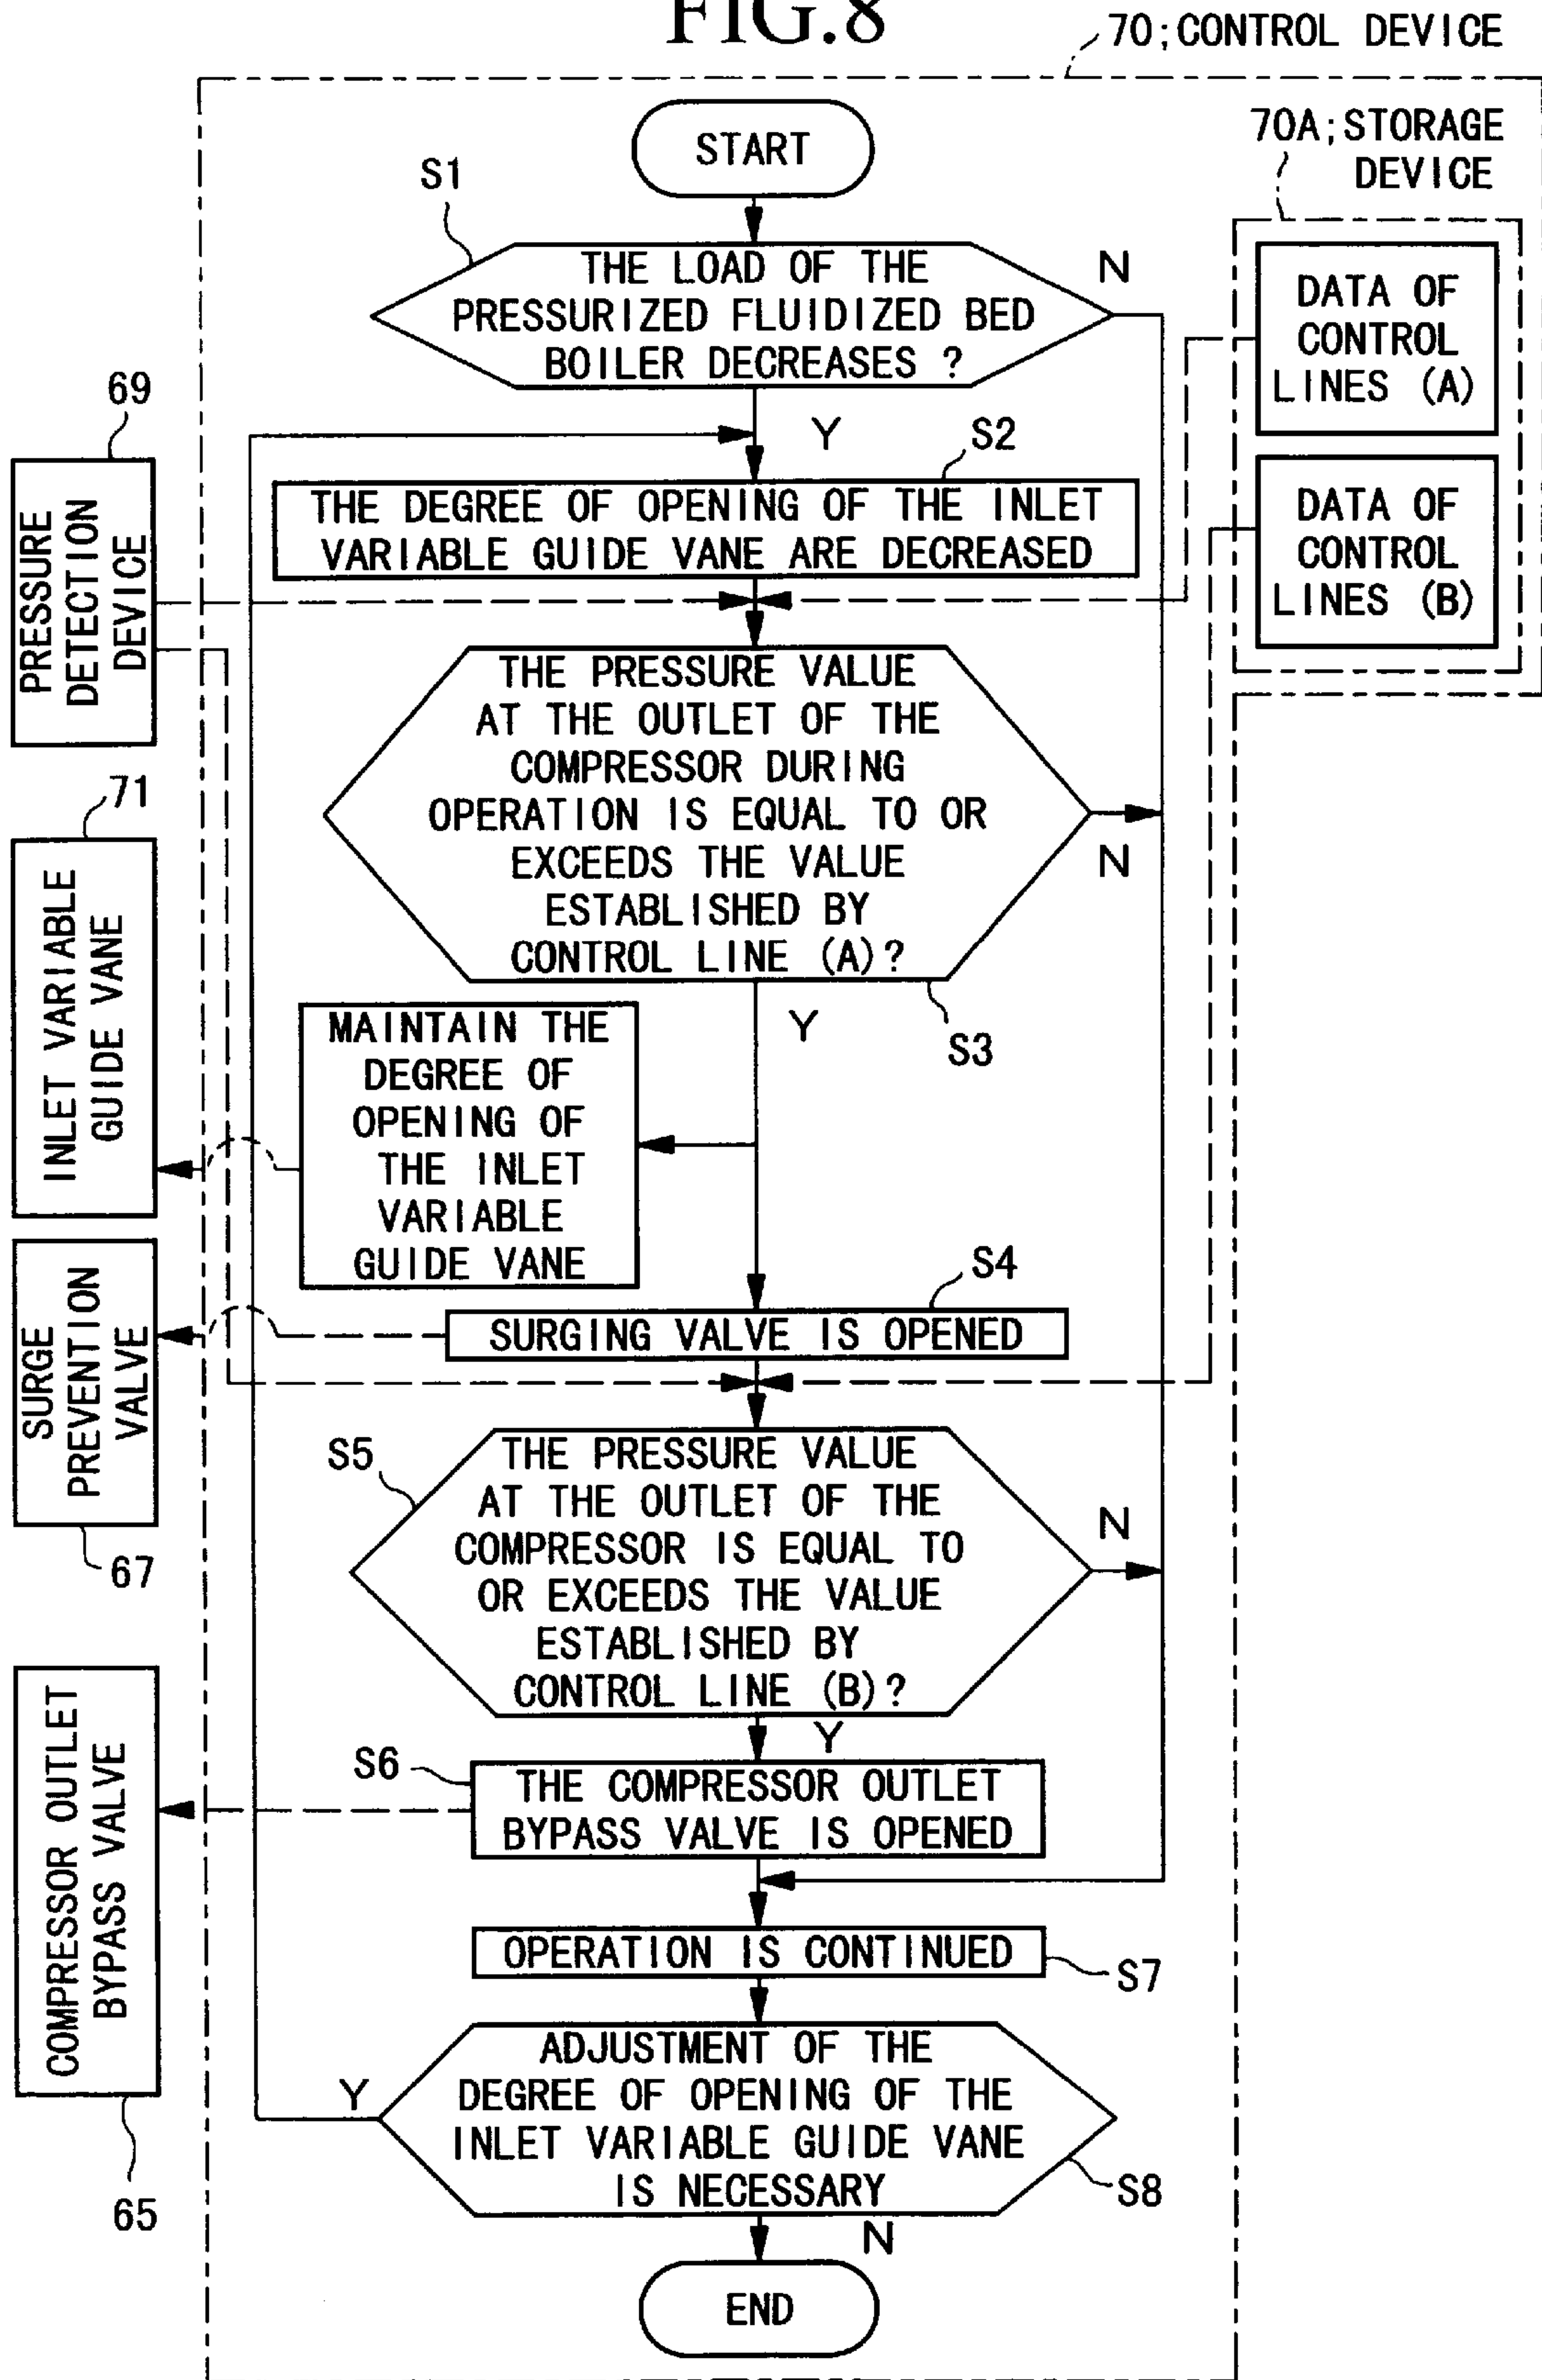 FIG.8
70;CONTROL DEVICE
70A;STORAGE
DEVICE
START
S1
THE LOAD OF THE
PRESSURIZED FLUIDIZED BED
BOILER DECREASES ?
N
DATA OF
CONTROL
LINES (A)
69
Y
S2
PRESSURE
DETECTION
DEVICE
THE DEGREE OF OPENING OF THE INLET
VARIABLE GUIDE VANE ARE DECREASED
DATA OF
CONTROL
LINES (B)
THE PRESSURE VALUE
AT THE OUTLET OF THE
COMPRESSOR DURING
OPERATION IS EQUAL TO OR
EXCEEDS THE VALUE
ESTABLISHED BY
CONTROL LINE (A)?
N
71
INLET VARIABLE
GUIDE VANE
Y
S3
MAINTAIN THE
DEGREE OF
OPENING OF
THE INLET
VARIABLE
GUIDE VANE
S4
SURGING VALVE IS OPENED
SURGE
PREVENTION
VALVE
67
S5
THE PRESSURE VALUE
AT THE OUTLET OF THE
COMPRESSOR IS EQUAL TO
OR EXCEEDS THE VALUE
ESTABLISHED BY
CONTROL LINE (B)?
N
Y
S6
THE COMPRESSOR OUTLET
BYPASS VALVE IS OPENED
COMPRESSOR OUTLET
BYPASS VALVE
65
OPERATION IS CONTINUED
S7
ADJUSTMENT OF THE
DEGREE OF OPENING OF THE
INLET VARIABLE GUIDE VANE
IS NECESSARY
Y
S8
N
END